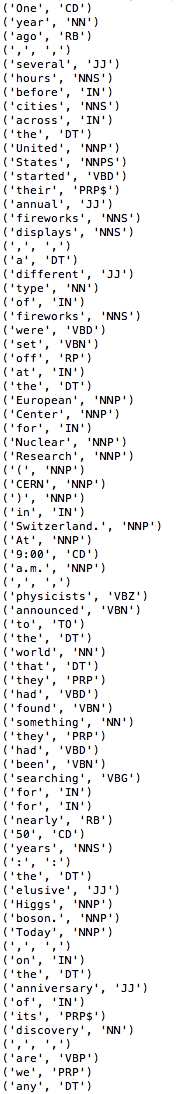 ('One', 'CD')
('year', 'NN')
('ago', 'RB')
(',', ',')
('several', 'JJ')
('hours', 'NNS')
('before', 'IN')
('cities', 'NNS')
('across', 'IN')
('the', 'DT')
('United', 'NNP')
('States', 'NNPS')
('started', 'VBD')
('their', 'PRP$')
('annual', 'JJ')
('fireworks', 'NNS')
('displays', 'NNS')
(',', ',')
('a', 'DT')
('different', 'JJ')
('type', 'NN')
('of', 'IN')
('fireworks', 'NNS')
('were', 'VBD')
('set', 'VBN')
('off', 'RP')
('at', 'IN')
('the', 'DT')
('European', 'NNP')
('Center', 'NNP')
('for', 'IN')
('Nuclear', 'NNP')
('Research', 'NNP')
('(', 'NNP')
('CERN', 'NNP')
(')', 'NNP')
('in', 'IN')
('Switzerland.', 'NNP')
('At', 'NNP')
('9:00', 'CD')
('a.m.', 'NNP')
(',', ',')
('physicists', 'VBZ')
('announced', 'VBN')
('to', 'TO')
('the', 'DT')
('world', 'NN')
('that', 'DT')
('they', 'PRP')
('had', 'VBD')
('found', 'VBN')
('something', 'NN')
('they', 'PRP')
('had', 'VBD')
('been', 'VBN')
('searching', 'VBG')
('for', 'IN')
('for', 'IN')
('nearly', 'RB')
('50', 'CD')
('years', 'NNS')
(':', ':')
('the', 'DT')
('elusive', 'JJ')
('Higgs', 'NNP')
('boson.', 'NNP')
('Today', 'NNP')
(',', ',')
('on', 'IN')
('the', 'DT')
('anniversary', 'JJ')
('of', 'IN')
('its', 'PRP$')
('discovery', 'NN')
(',', ',')
('are', 'VBP')
('we', 'PRP')
('any', 'DT')